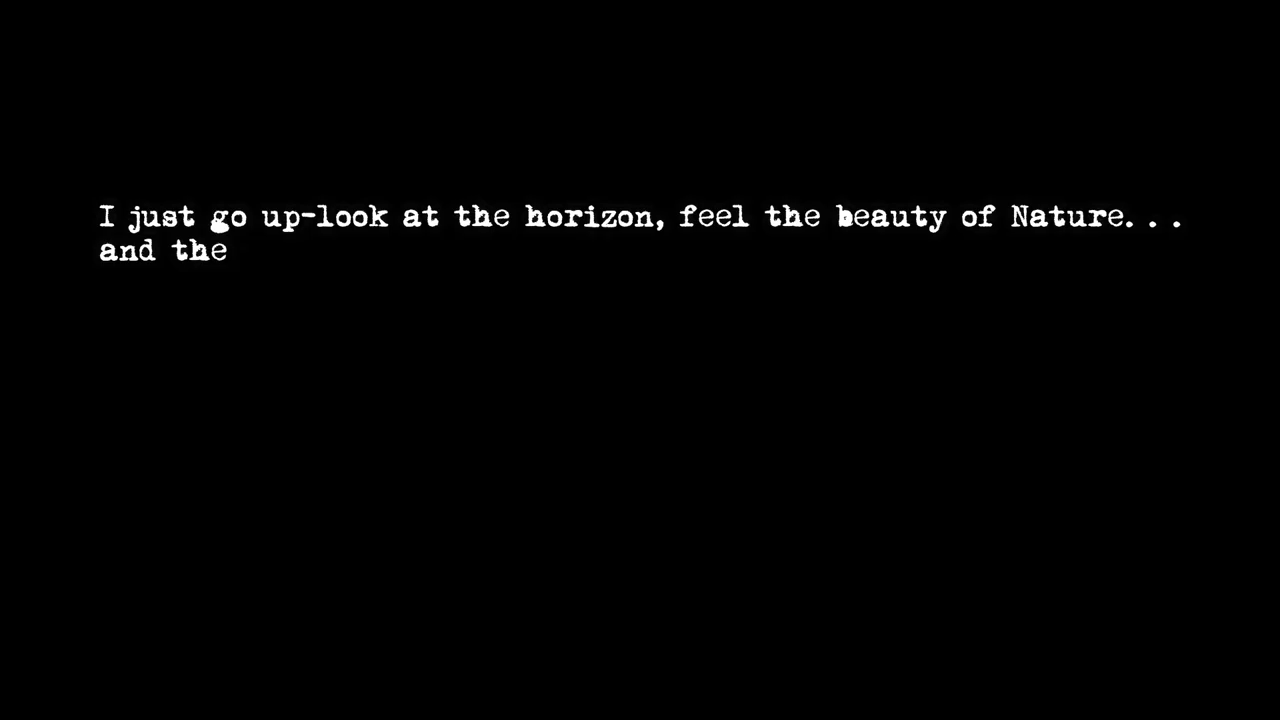 I just go up-look at the horizon, feel the beauty of Nature...
and the